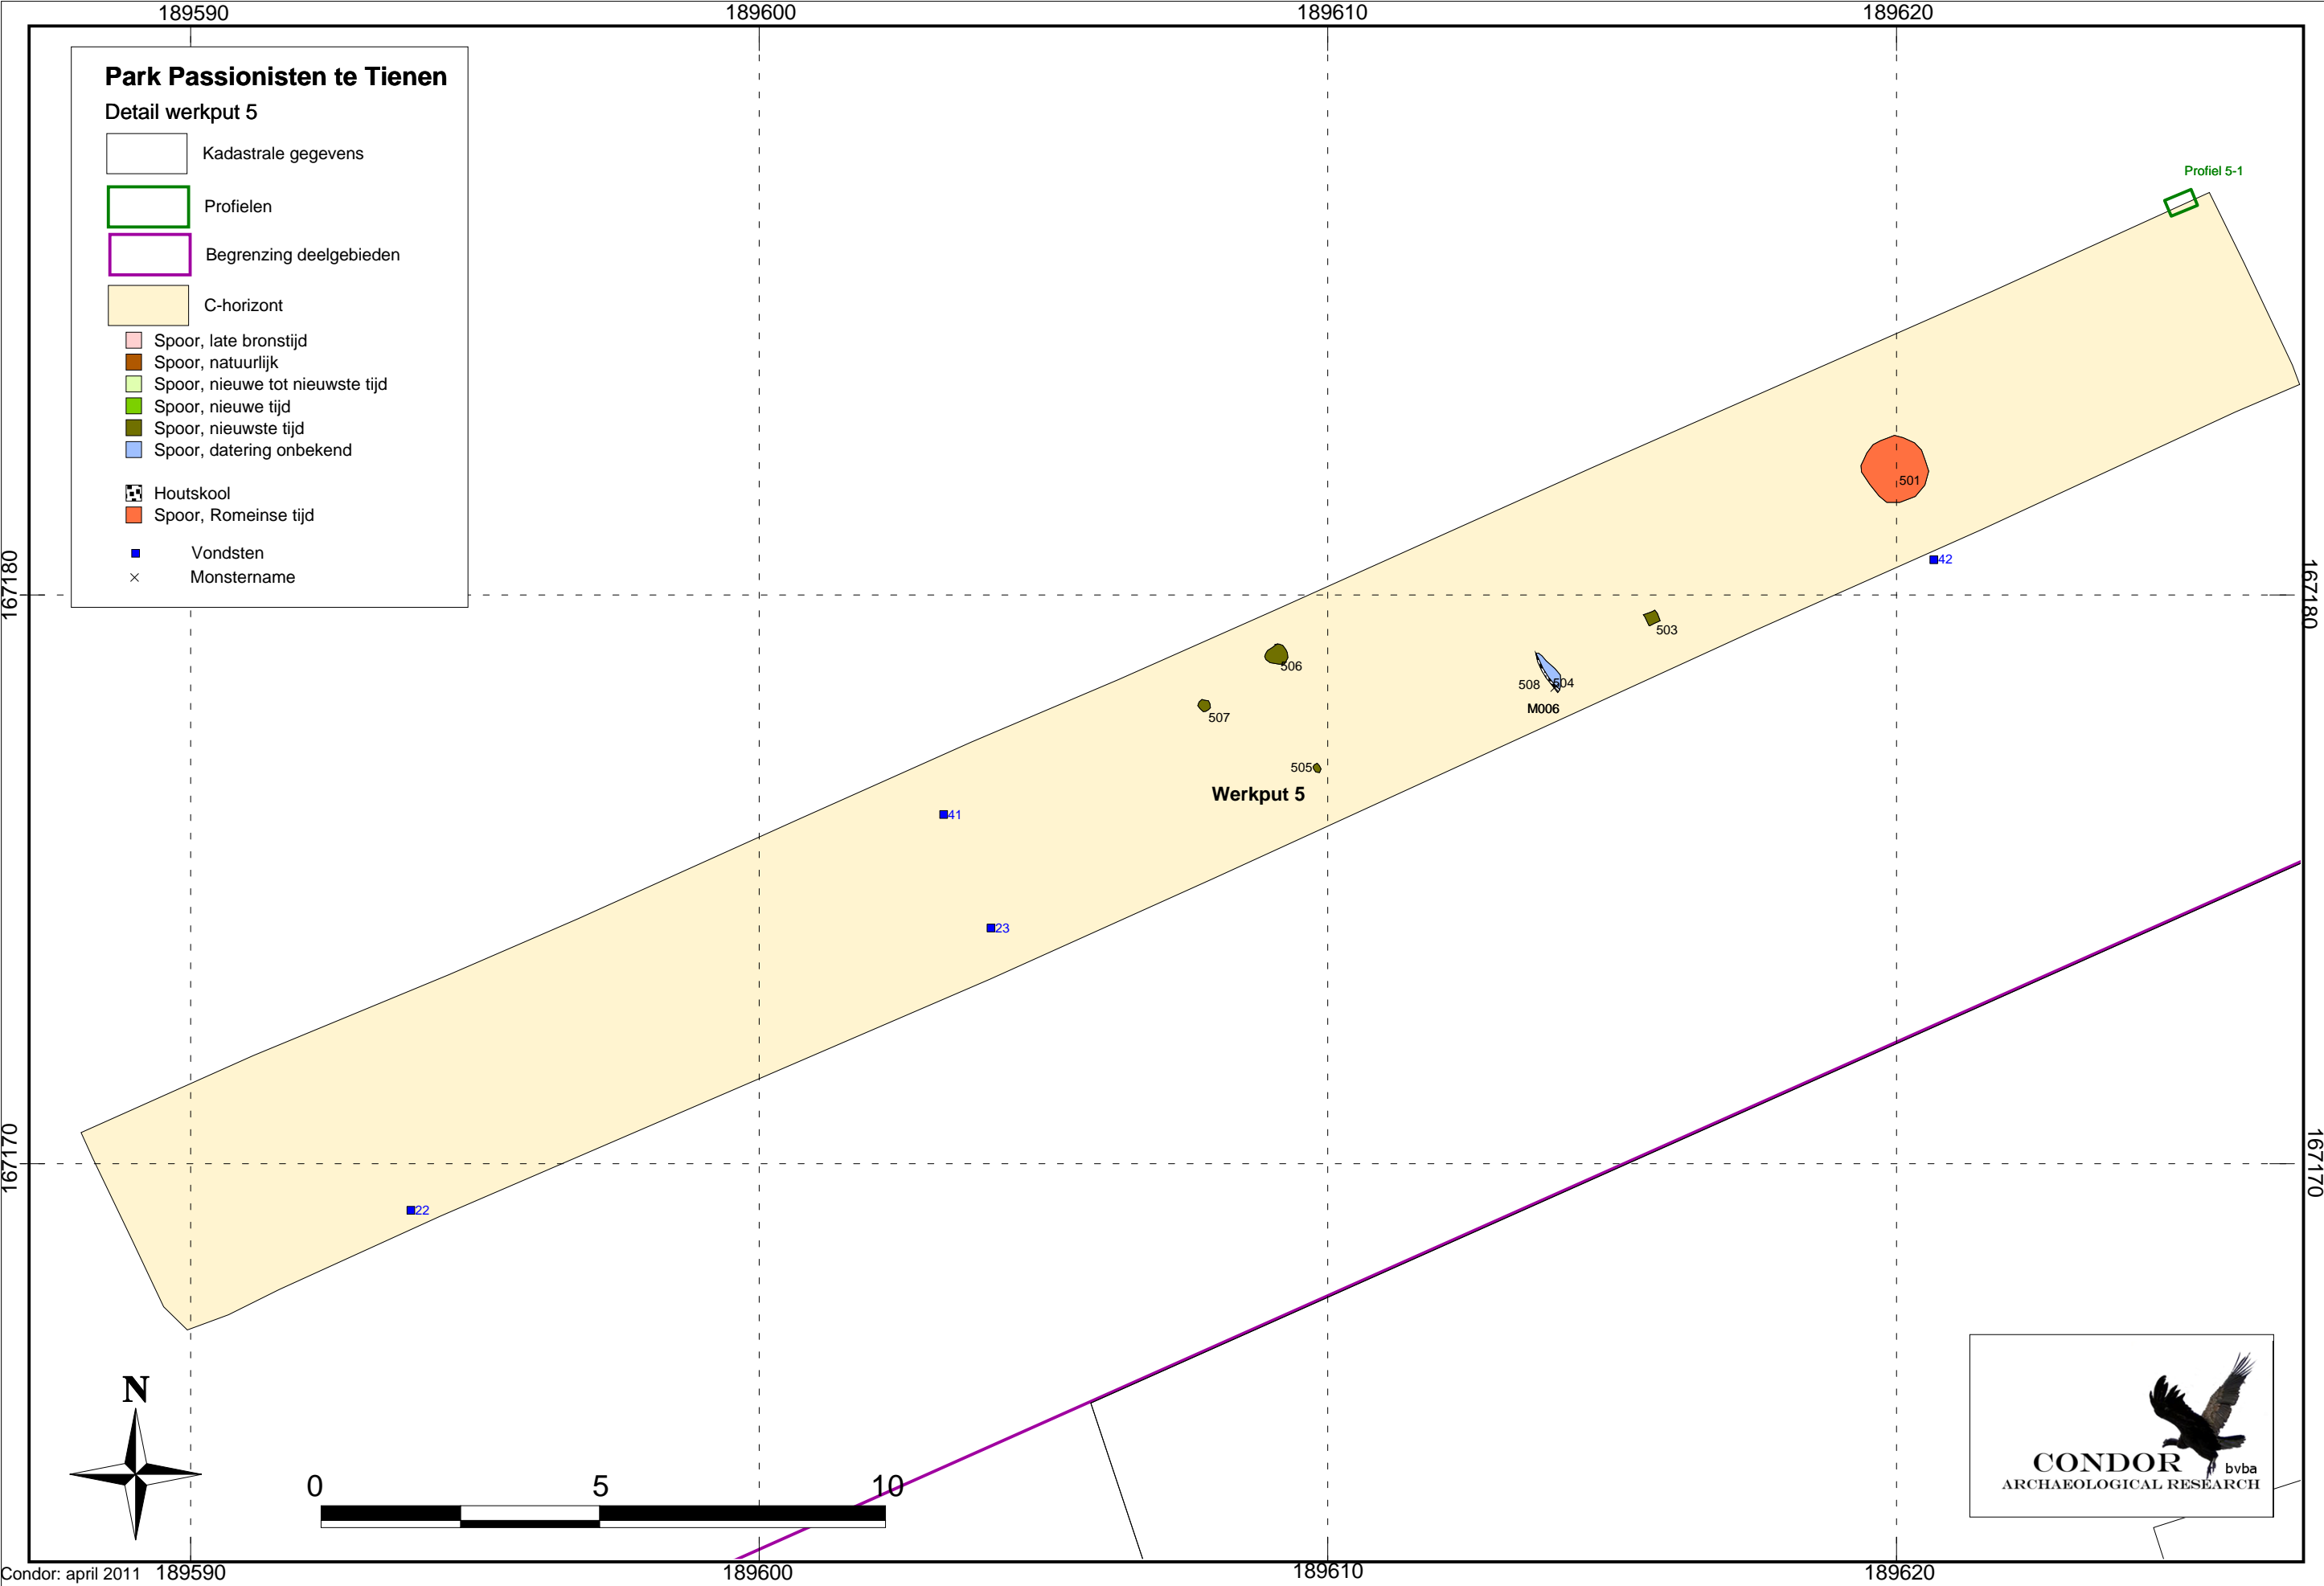 189590
189600
189610
189620
Park Passionisten te Tienen
Detail werkput 5
Kadastrale gegevens
Profielen
Begrenzing deelgebieden
C-horizont
Spoor, late bronstijd
Spoor, natuurlijk
Spoor, nieuwe tot nieuwste tijd
Spoor, nieuwe tijd
Spoor, nieuwste tijd
Spoor, datering onbekend
Houtskool
Spoor, Romeinse tijd
Vondsten
Monstername
Profiel 5-1
501
42
167180
167180
503
506
508
504
M006
507
505
Werkput 5
41
23
167170
167170
22
N
0
5
10
CONDOR
bvba
ARCHAEOLOGICAL RESEARCH
Condor: april 2011
189590
189600
189610
189620